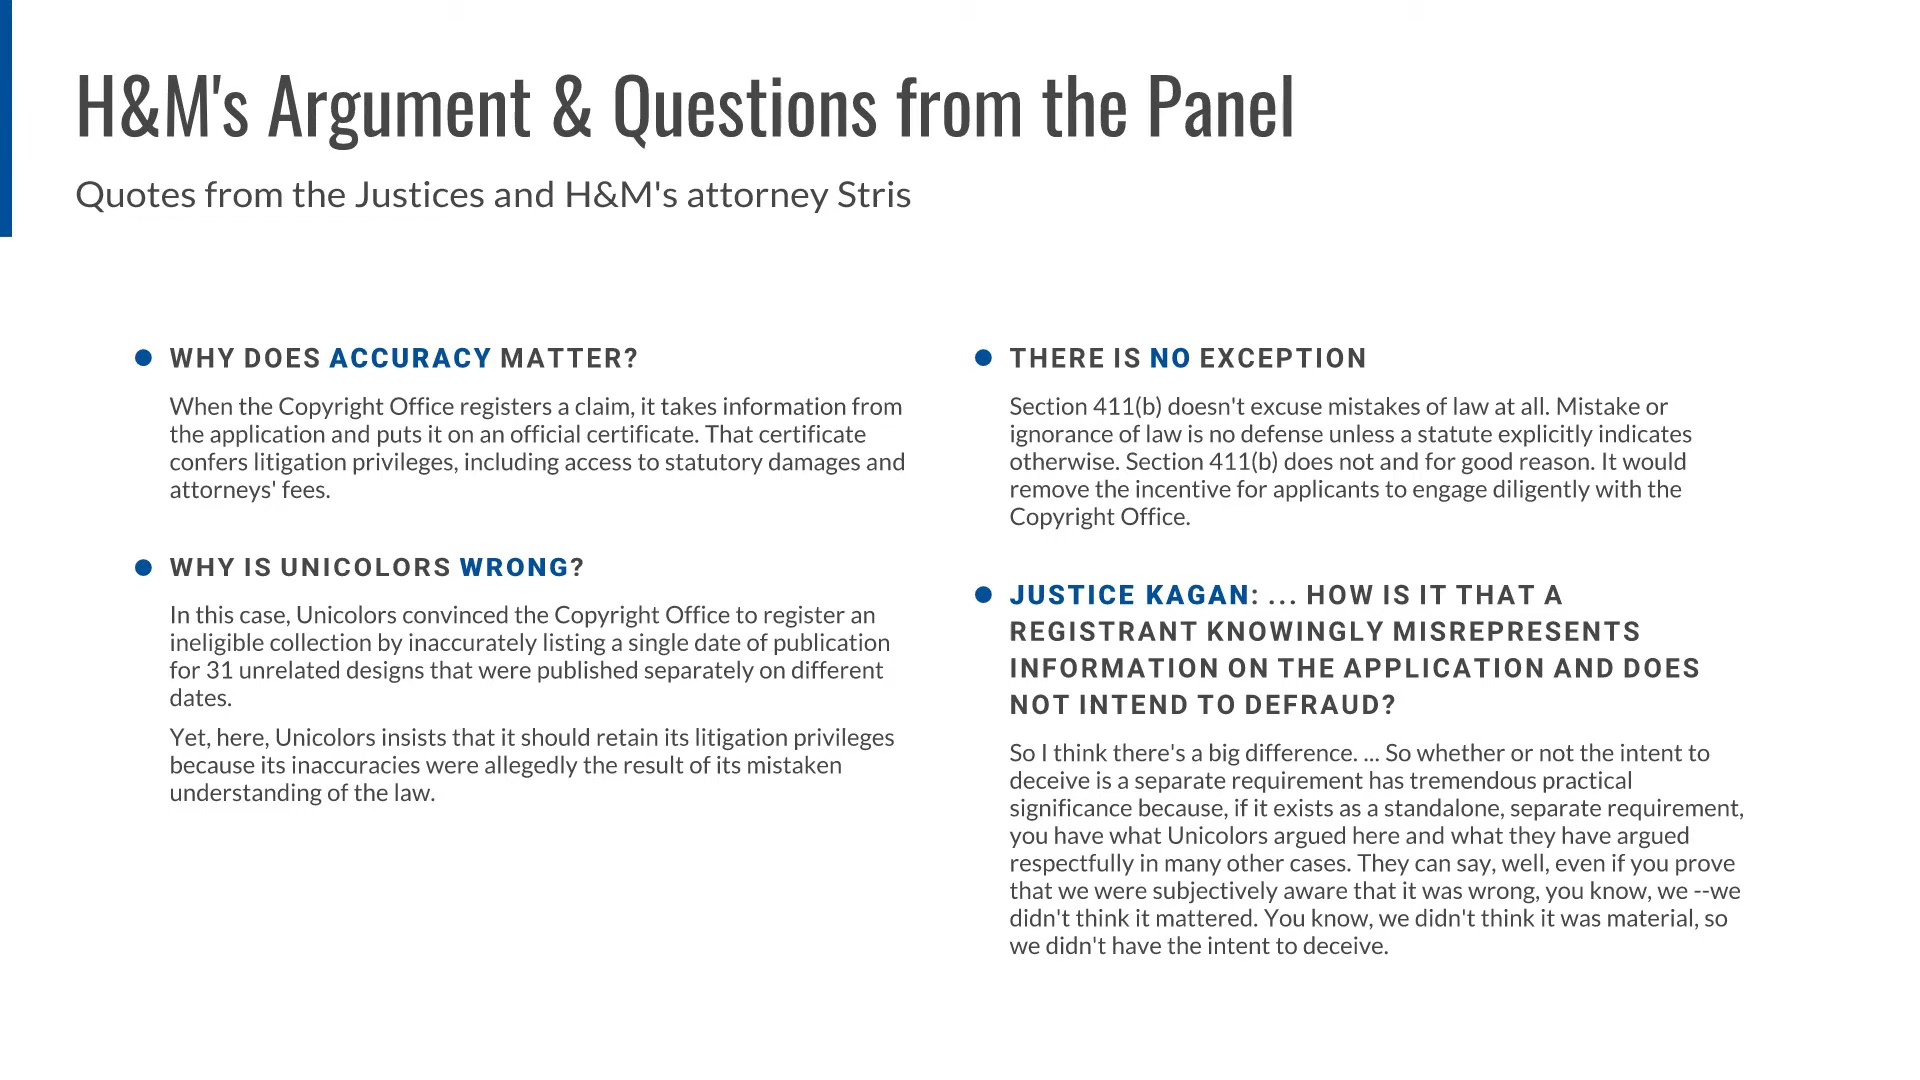 H&M's Argument & Questions from the Panel
Quotes from the Justices and H&M's attorney Stris
WHY DOES ACCURACY MATTER?
When the Copyright Office registers a claim, it takes information from
the application and puts it on an official certificate. That certificate
confers litigation privileges, including access to statutory damages and
attorneys' fees.
WHY IS UNICOLORS WRONG?
In this case, Unicolors convinced the Copyright Office to register an
ineligible collection by inaccurately listing a single date of publication
for 31 unrelated designs that were published separately on different
dates.
Yet, here, Unicolors insists that it should retain its litigation privileges
because its inaccuracies were allegedly the result of its mistaken
understanding of the law.
THERE IS NO EXCEPTION
Section 411(b) doesn't excuse mistakes of law at all. Mistake or
ignorance of law is no defense unless a statute explicitly indicates
otherwise. Section 411(b) does not and for good reason. It would
remove the incentive for applicants to engage diligently with the
Copyright Office.
JUSTICE KAGAN: ... HOW IS IT THAT A
REGISTRANT KNOWINGLY MISREPRESENTS
INFORMATION ON THE APPLICATION AND DOES
NOT INTEND TO DEFRAUD?
So I think there's a big difference. ... So whether or not the intent to
deceive is a separate requirement has tremendous practical
significance because, if it exists as a standalone, separate requirement,
you have what Unicolors argued here and what they have argued
respectfully in many other cases. They can say, well, even if you prove
that we were subjectively aware that it was wrong, you know, we --we
didn't think it mattered. You know, we didn't think it was material, so
we didn't have the intent to deceive.